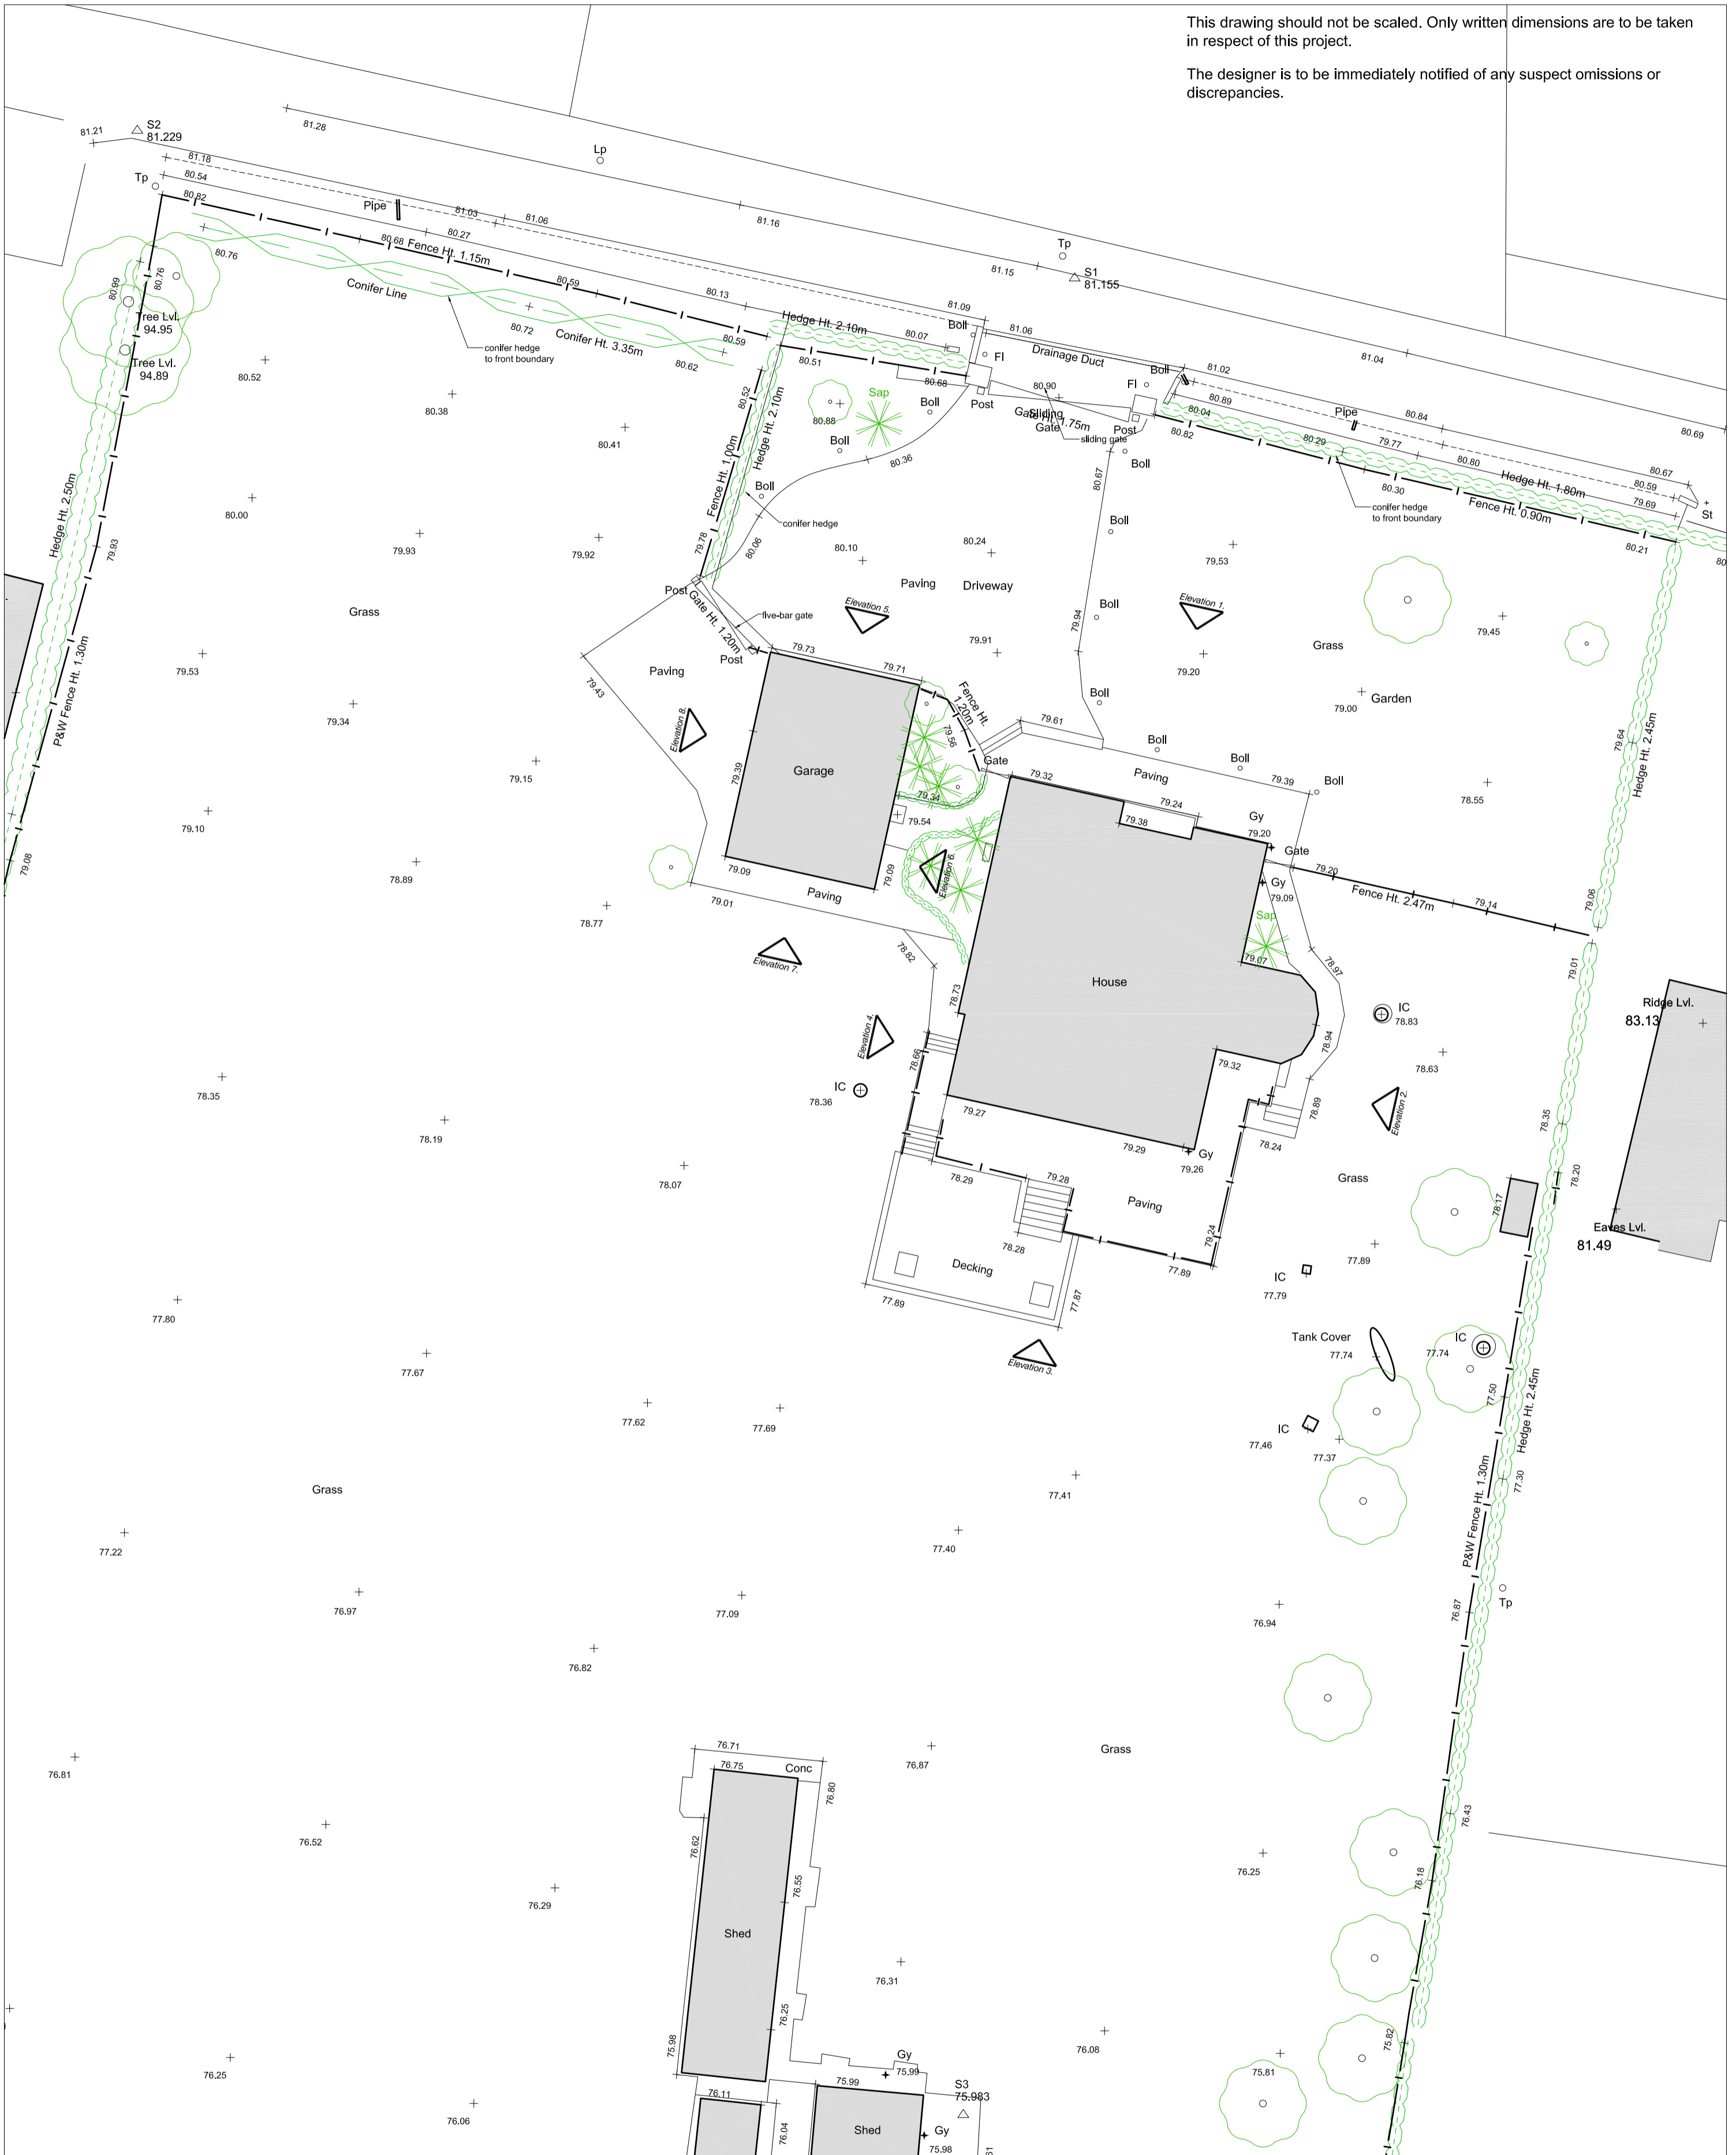 This drawing should not be scaled. Only written dimensions are to be taken
in respect of this project.
The designer is to be immediately notified of any suspect omissions or
discrepancies.
81.21
S2
81.229
81.28
Lp
81.18
80.54
Tp
80.82
Pipe
81.03
81.06
81.16
80.68
80.27
Fence Ht. 1.15m
80.76
80.99
80.76
Conifer Line
80.59
80.13
Tp
81.15
S1
81.155
Tree Lvl.
94.95
80.72
Conifer Ht. 3.35m
conifer hedge
to front boundary
80.59
Hedge Ht. 2.10m
80.07
81.09
Boll
81.06
Fl
Drainage Duct
81.04
Tree Lvl.
94.89
80.52
80.62
80.51
80.68
81.02
Boll
Fl
80.38
80.52
Hedge Ht. 2.10m
Sap
80.88
Boll
Post
80.90
Sliding
Gate
Gate Ht. 1.75m
sliding gate
Post
80.89
80.04
Pipe
80.84
80.69
80.41
Fence Ht. 1.00m
Boll
80.36
80.67
Boll
80.82
80.29
79.77
80.80
80.67
80.59
Hedge Ht. 2.50m
80.00
Boll
conifer hedge
80.30
Hedge Ht. 1.80m
Fence Ht. 0.90m
79.69
St
conifer hedge
to front boundary
79.93
79.93
79.92
79.78
80.06
80.10
80.24
Boll
79.53
80.21
80
Grass
Post
Gate Ht. 1.20m
five-bar gate
Paving
Driveway
Elevation 5.
Boll
79.94
Elevation 1.
79.45
P&W Fence Ht. 1.30m
79.53
Paving
Post
79.73
79.71
79.91
79.20
Grass
79.43
79.34
Elevation 8.
Fence Ht.
1.20m
79.56
79.61
Boll
79.00
Garden
79.15
Garage
79.39
Gate
79.32
Paving
Boll
Boll
79.39
Boll
79.64
Hedge Ht. 2.45m
78.55
79.10
79.34
79.54
79.24
79.38
Gy
79.20
Gate
79.08
78.89
79.09
79.09
Elevation 6.
79.20
Gy
79.09
Fence Ht. 2.47m
79.14
79.06
78.77
79.01
Paving
Sap
78.82
Elevation 7.
79.07
78.97
79.01
House
78.73
IC
78.83
Ridge Lvl.
83.13
Elevation 4.
78.66
78.94
79.32
78.63
78.35
IC
78.36
79.27
78.89
Elevation 2.
78.19
78.24
78.35
79.29
Gy
79.26
78.07
78.29
79.28
Paving
Grass
78.17
78.20
Eaves Lvl.
81.49
78.28
79.24
77.89
77.89
Decking
IC
77.79
77.80
77.89
77.87
77.67
Elevation 3.
Tank Cover
77.74
IC
77.74
77.62
77.69
77.50
Hedge Ht. 2.45m
IC
77.46
77.37
Grass
77.41
77.30
P&W Fence Ht. 1.30m
77.22
77.40
76.97
77.09
76.94
76.87
Tp
76.82
76.81
76.71
76.75
Conc
76.80
76.87
Grass
76.52
76.62
76.43
76.25
76.29
76.55
76.18
Shed
76.31
76.25
75.98
76.08
75.82
76.25
75.81
Gy
75.99
75.99
S3
75.983
76.06
76.11
76.04
Shed
Gy
75.98